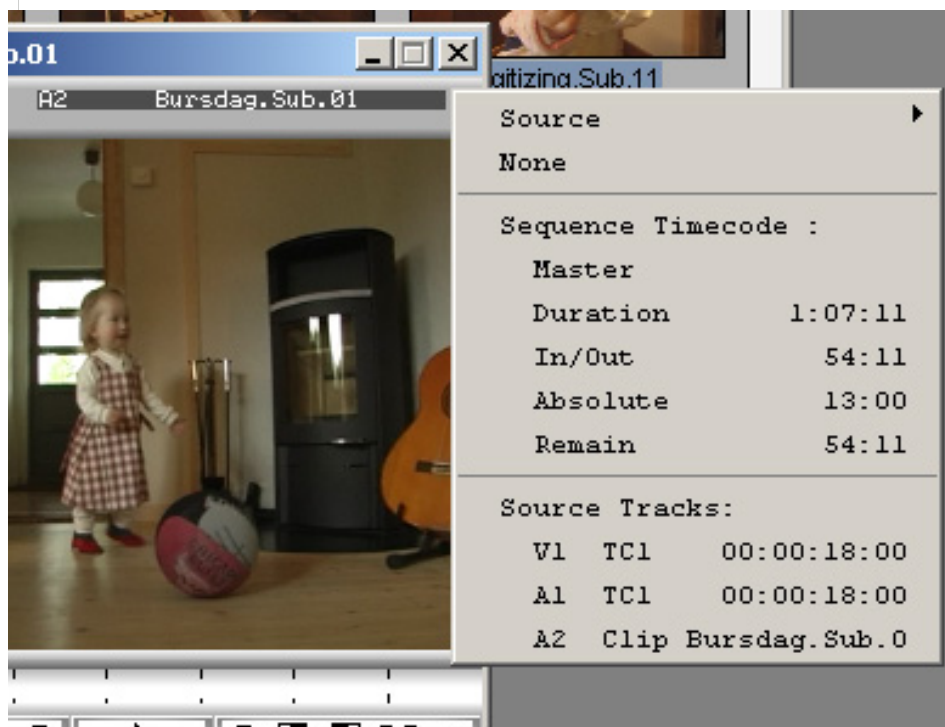 b.01
gitizing.Sub.11
A2 Bursdag.Sub.01
Source
None
Sequence Timecode :
Master
Duration 1:07:11
In/Out 54:11
Absolute 13:00
Remain 54:11
Source Tracks:
V1 TC1 00:00:18:00
A1 TC1 00:00:18:00
A2 Clip Bursdag.Sub.0